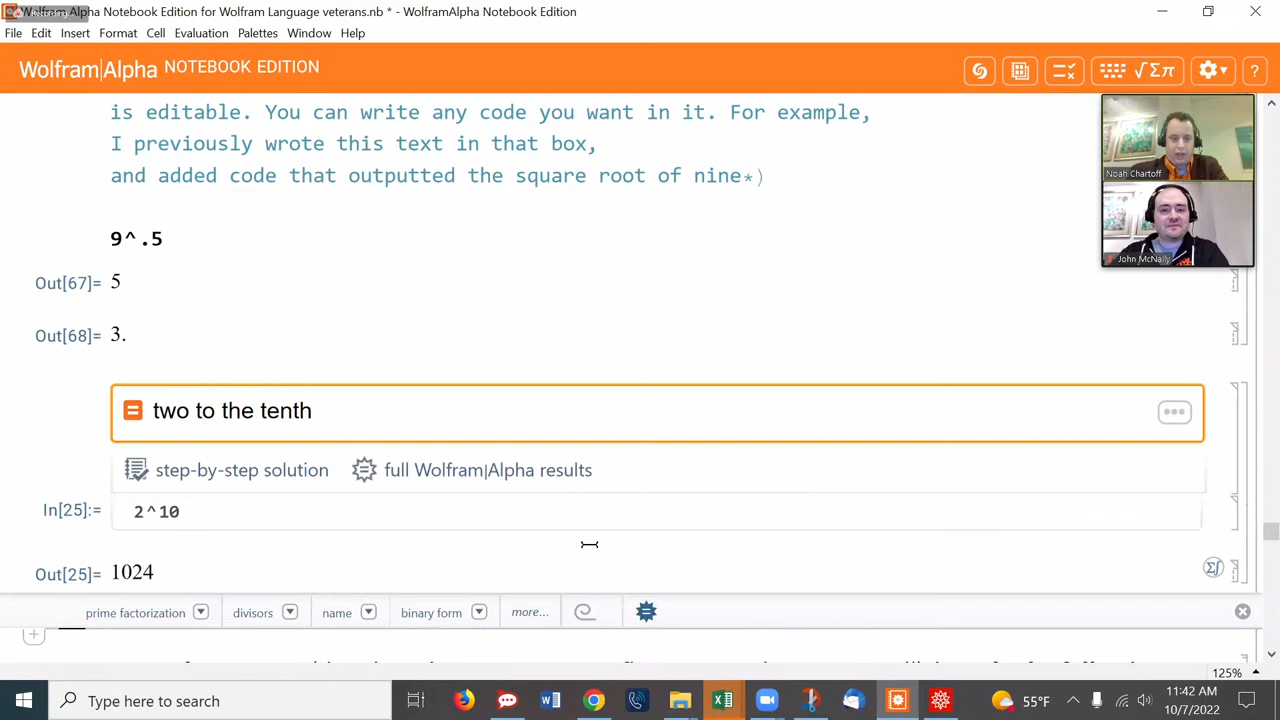 Wolfram Alpha Notebook Edition for Wolfram Language veterans.nb * - WolframAlpha Notebook Edition
File Edit Insert Format Cell Evaluation Palettes Window Help
Wolfram|Alpha NOTEBOOK EDITION
√Σπ
?
is editable. You can write any code you want in it. For example,
I previously wrote this text in that box,
and added code that outputted the square root of nine*)
Noah Chartoff
John McNally
9^.5
Out[67]= 5
Out[68]= 3.
two to the tenth
step-by-step solution full Wolfram|Alpha results
In[25]:= 2^10
Out[25]= 1024
prime factorization divisors name binary form more...
125%
Type here to search
55°F
11:42 AM
10/7/2022